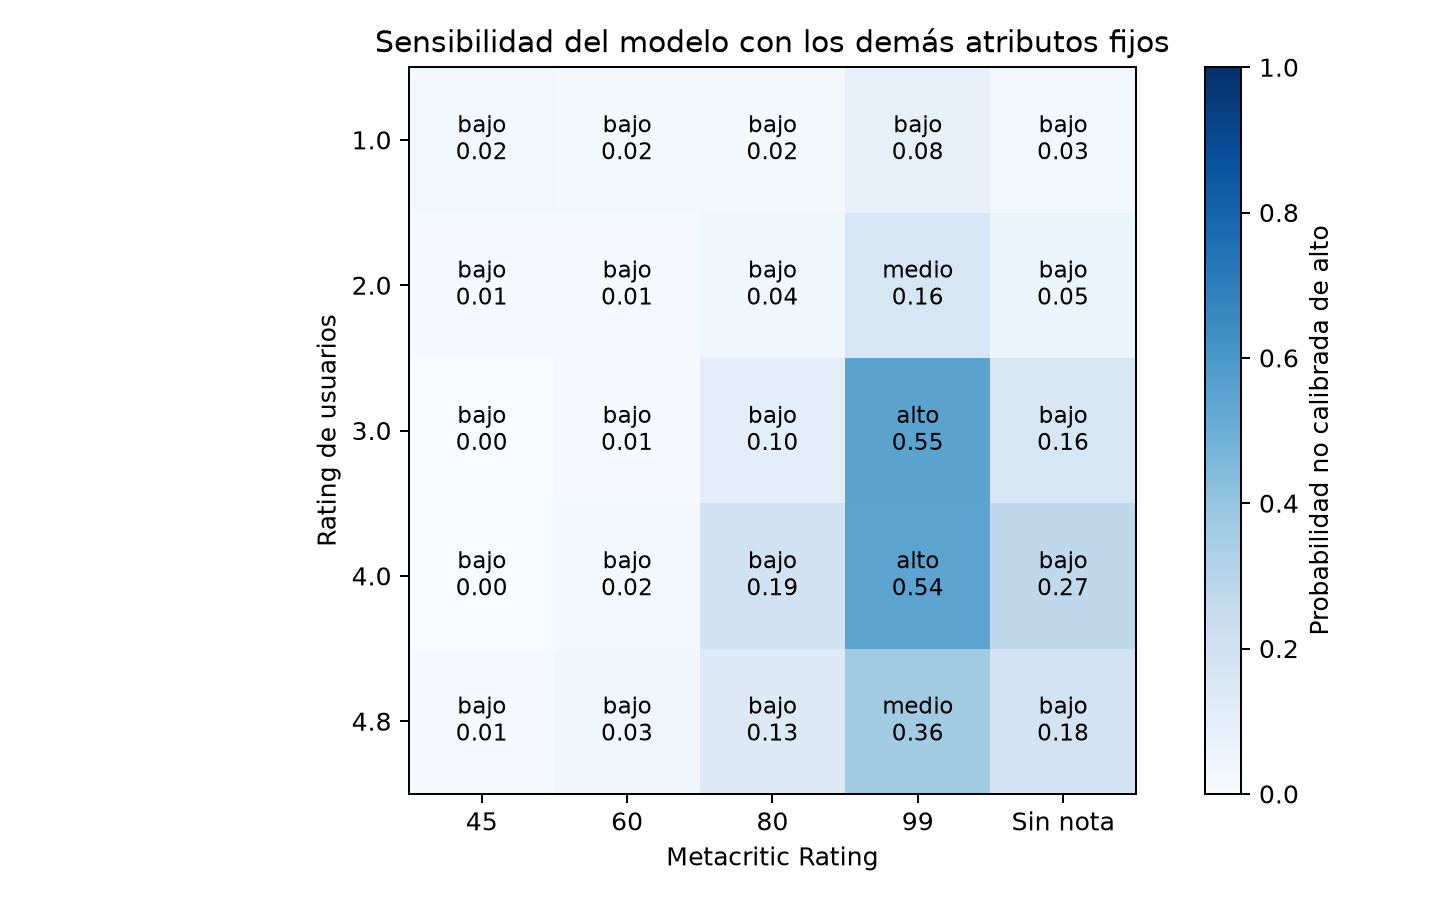 Sensibilidad del modelo con los demás atributos fijos
bajo bajo bajo bajo bajo
1.0 0.02 0.02 0.02 0.08 0.03
bajo bajo bajo medio bajo
2.0 0.01 0.01 0.04 0.16 0.05
bajo bajo bajo alto bajo
3.0 0.00 0.01 0.10 0.55 0.16
bajo bajo bajo alto bajo
4.0 0.00 0.02 0.19 0.54 0.27
bajo bajo bajo medio bajo
4.8 0.01 0.03 0.13 0.36 0.18
45 60 80 99 Sin nota
Metacritic Rating
Rating de usuarios
1.0
0.8
0.6
0.4
0.2
0.0
Probabilidad no calibrada de alto